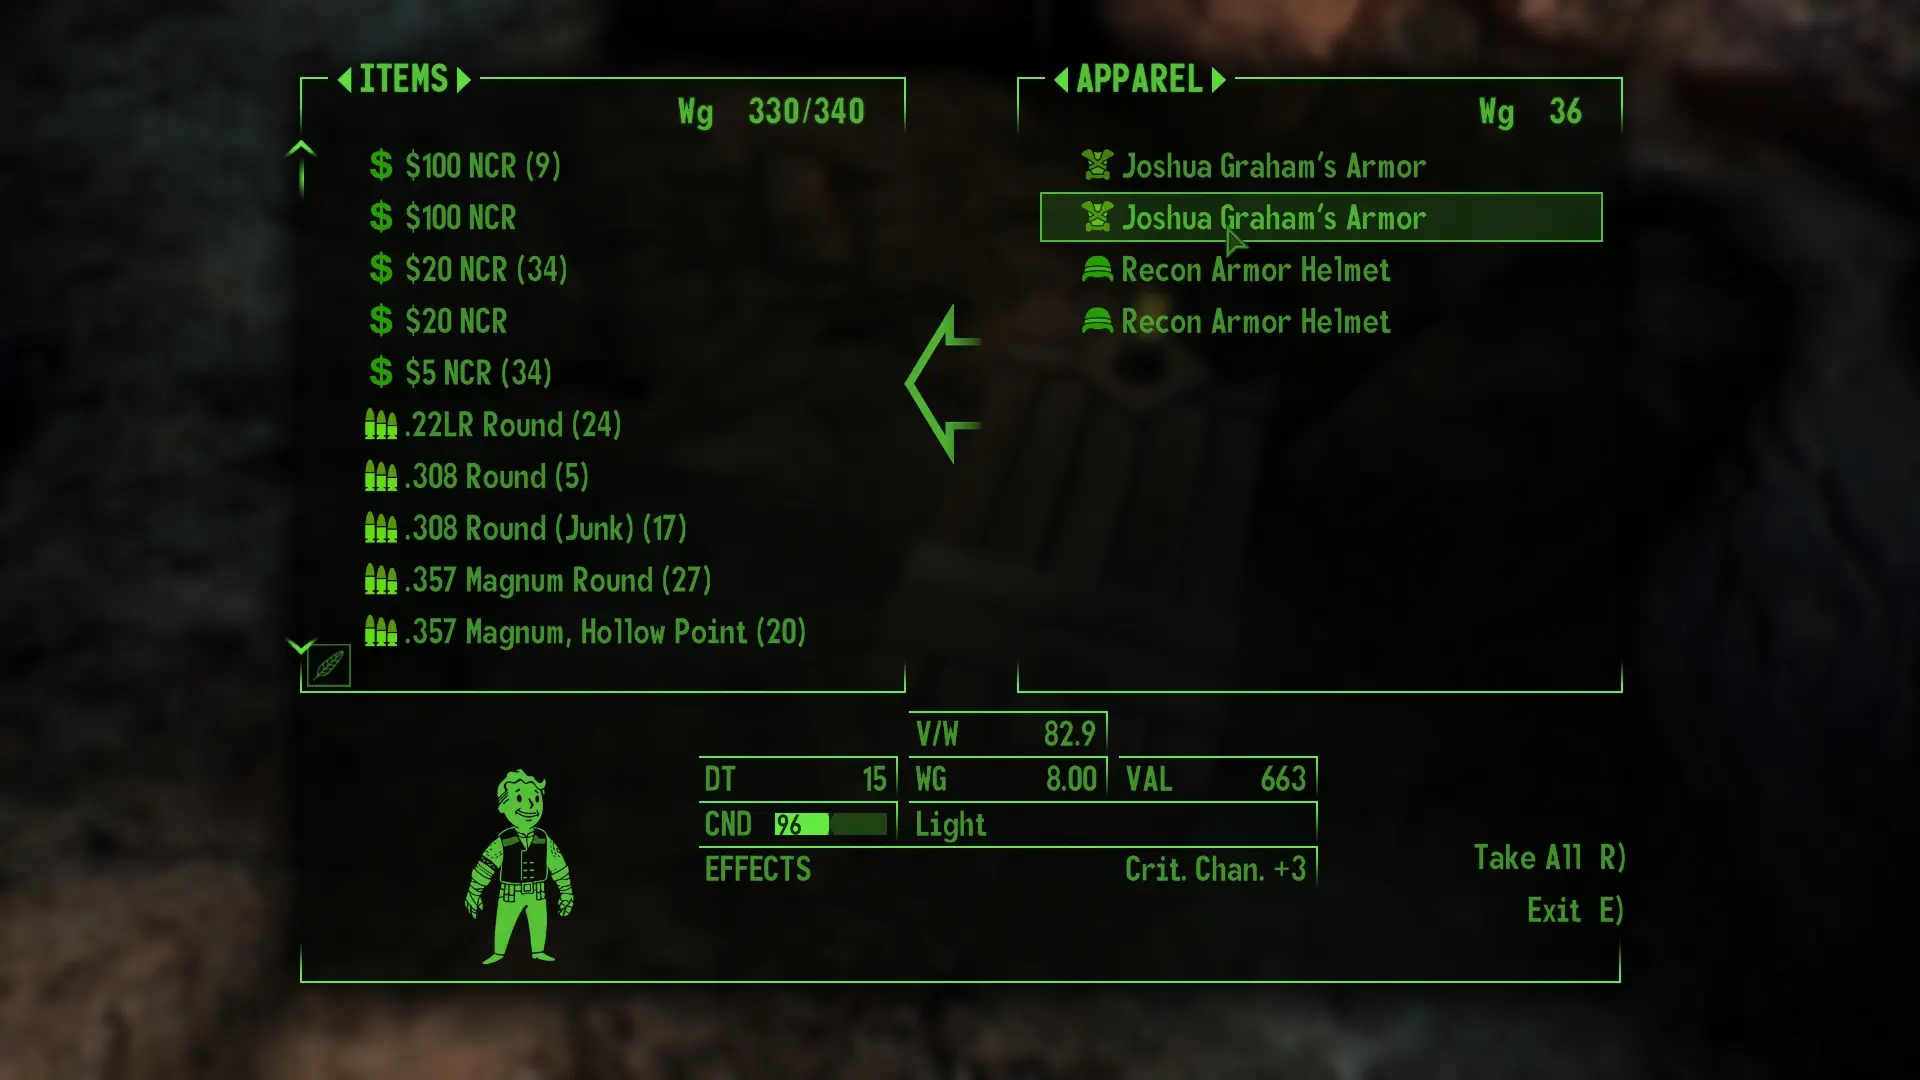 ITEMS
Wg 330/340
$ $100 NCR (9)
$ $100 NCR
$ $20 NCR (34)
$ $20 NCR
$ $5 NCR (34)
.22LR Round (24)
.308 Round (5)
.308 Round (Junk) (17)
.357 Magnum Round (27)
.357 Magnum, Hollow Point (20)
APPAREL
Wg 36
Joshua Graham's Armor
Joshua Graham's Armor
Recon Armor Helmet
Recon Armor Helmet
V/W 82.9
DT 15 WG 8.00 VAL 663
CND 96 Light
EFFECTS Crit. Chan. +3
Take All R)
Exit E)